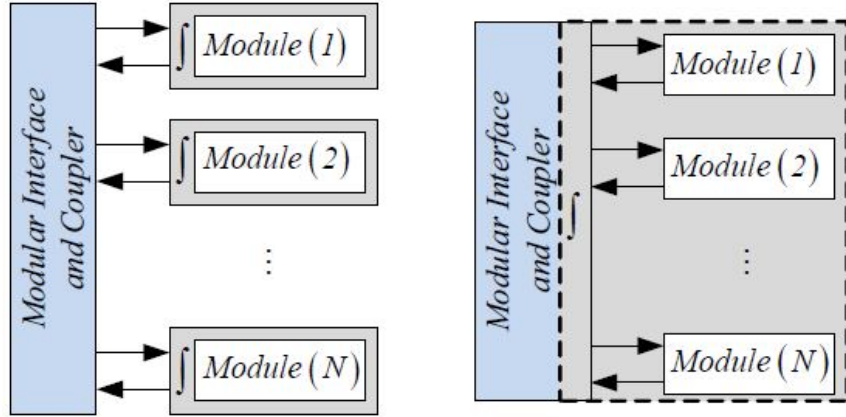 Modular Interface
and Coupler
∫ Module (1)
∫ Module (2)
⋮
∫ Module (N)
Modular Interface
and Coupler
∫
Module (1)
Module (2)
⋮
Module (N)